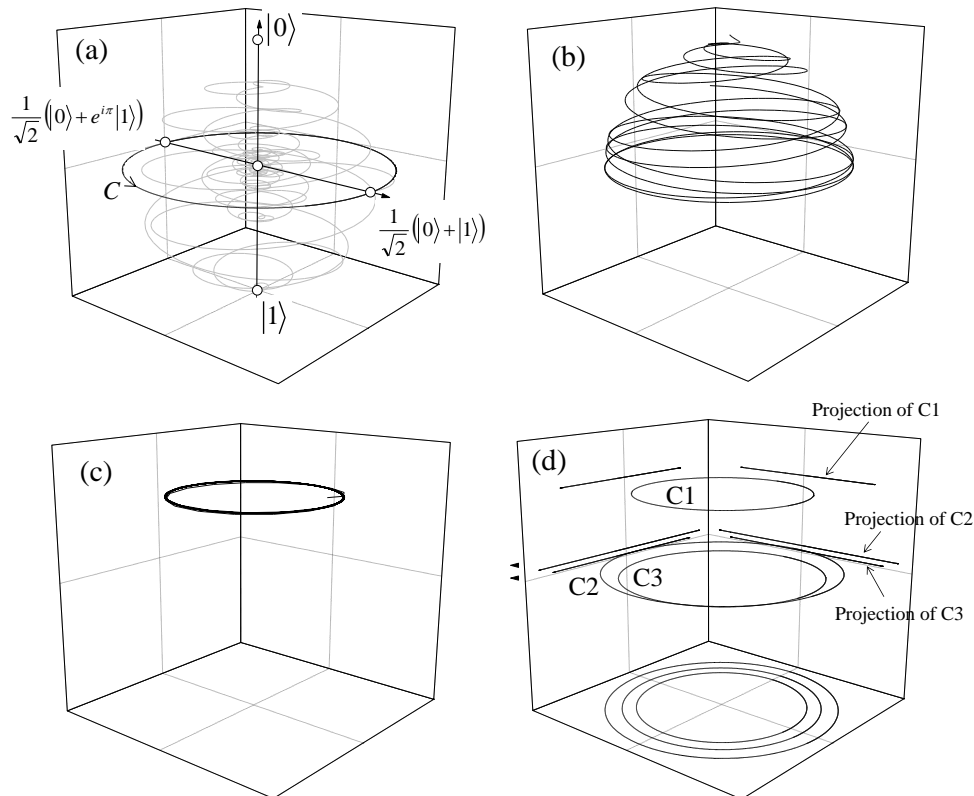 (a)
|0⟩
1/√2 (|0⟩ + e^{iπ}|1⟩)
C
1/√2 (|0⟩ + |1⟩)
|1⟩
(b)
(c)
(d)
Projection of C1
C1
Projection of C2
C2
C3
Projection of C3